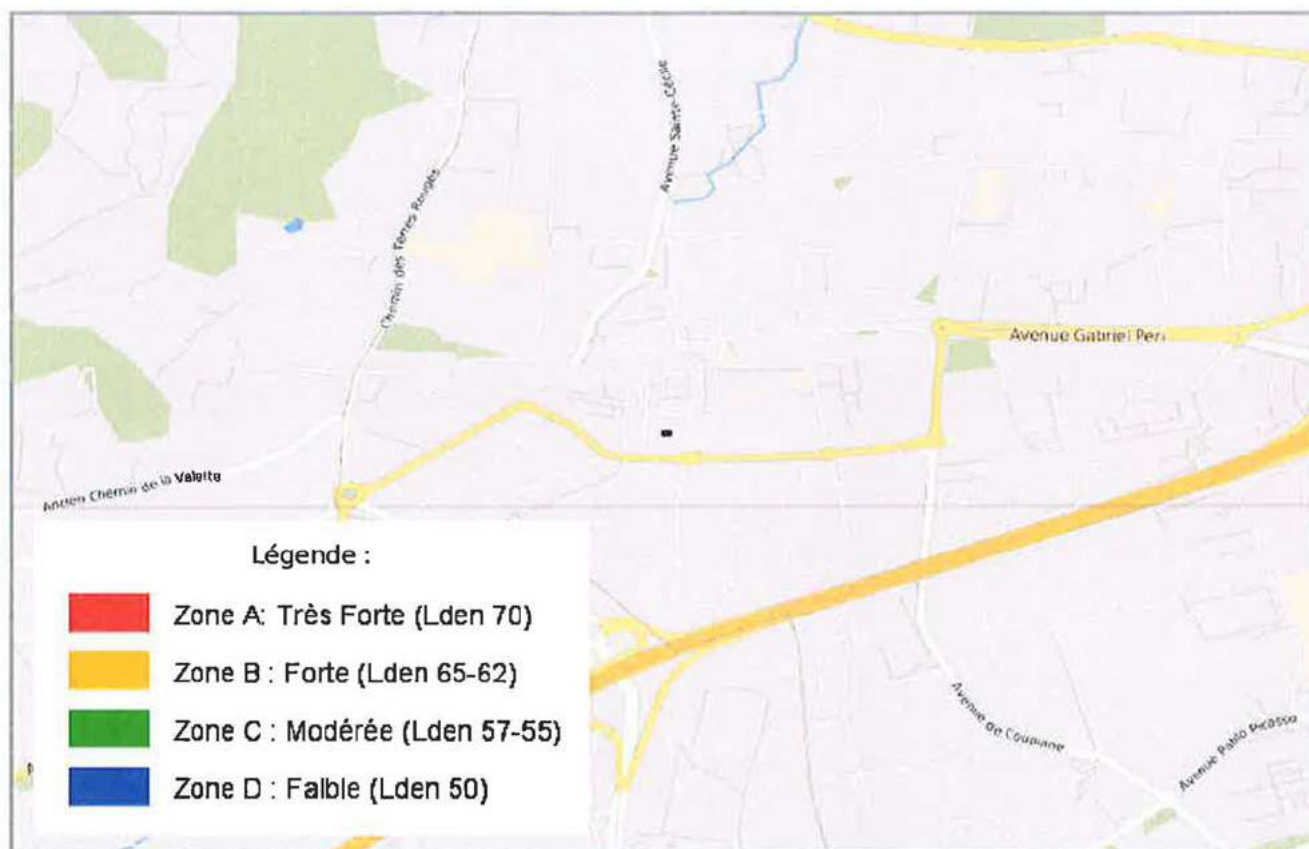 Avenue Sainte-Cécile
Chemin des Terres Rouges
Avenue Gabriel Péri
Ancien Chemin de la Valette
Légende :
Zone A: Très Forte (Lden 70)
Zone B : Forte (Lden 65-62)
Zone C : Modérée (Lden 57-55)
Zone D : Faible (Lden 50)
Avenue de Coupiane
Avenue Pablo Picasso